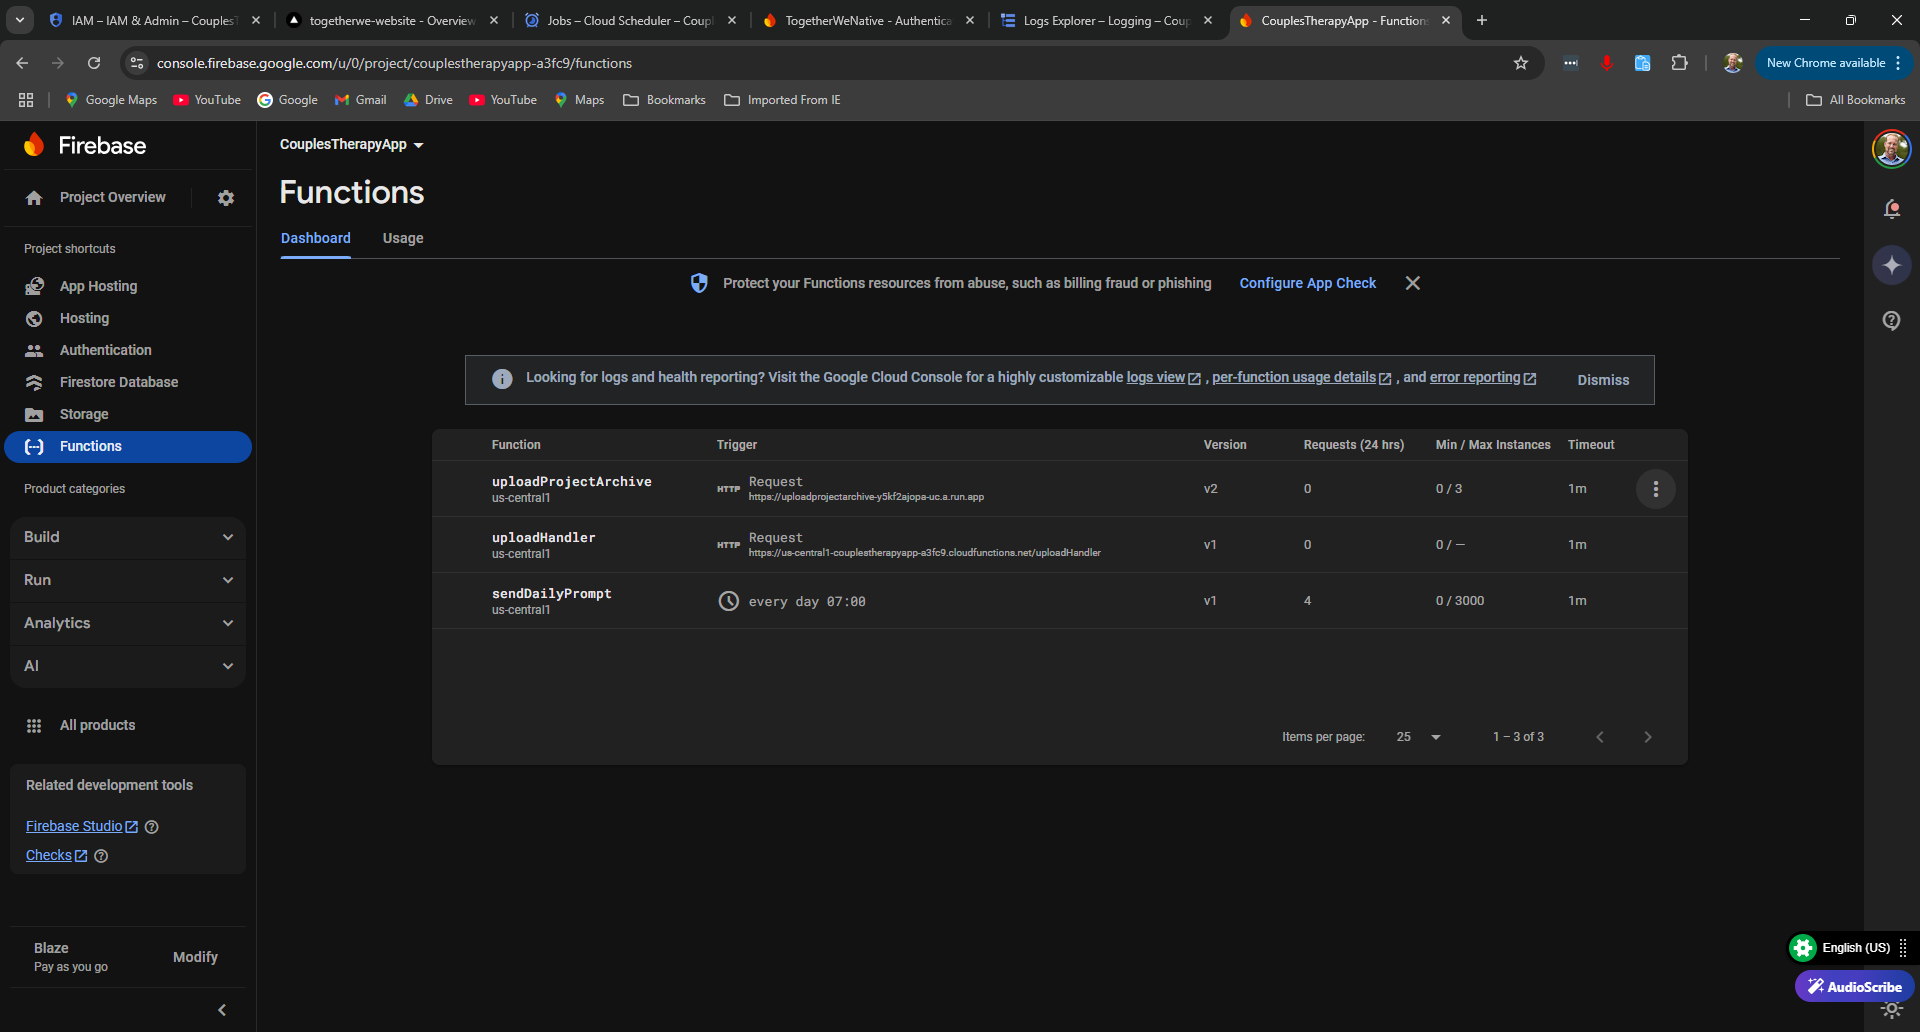 IAM – IAM & Admin – CouplesT
togetherwe-website - Overview
Jobs – Cloud Scheduler – Coupl
TogetherWeNative - Authentica
Logs Explorer – Logging – Coup
CouplesTherapyApp - Function
console.firebase.google.com/u/0/project/couplestherapyapp-a3fc9/functions
New Chrome available
Google Maps
YouTube
Google
Gmail
Drive
YouTube
Maps
Bookmarks
Imported From IE
All Bookmarks
Firebase
Project Overview
Project shortcuts
App Hosting
Hosting
Authentication
Firestore Database
Storage
Functions
Product categories
Build
Run
Analytics
AI
All products
Related development tools
Firebase Studio
Checks
Blaze
Pay as you go
Modify
CouplesTherapyApp
Functions
Dashboard
Usage
Protect your Functions resources from abuse, such as billing fraud or phishing
Configure App Check
Looking for logs and health reporting? Visit the Google Cloud Console for a highly customizable logs view , per-function usage details , and error reporting
Dismiss
Function Trigger Version Requests (24 hrs) Min / Max Instances Timeout
uploadProjectArchive
us-central1
HTTP
Request
https://uploadprojectarchive-y5kf2ajopa-uc.a.run.app
v2 0 0 / 3 1m
uploadHandler
us-central1
HTTP
Request
https://us-central1-couplestherapyapp-a3fc9.cloudfunctions.net/uploadHandler
v1 0 0 / — 1m
sendDailyPrompt
us-central1
every day 07:00
v1 4 0 / 3000 1m
Items per page: 25 1 – 3 of 3
English (US)
AudioScribe